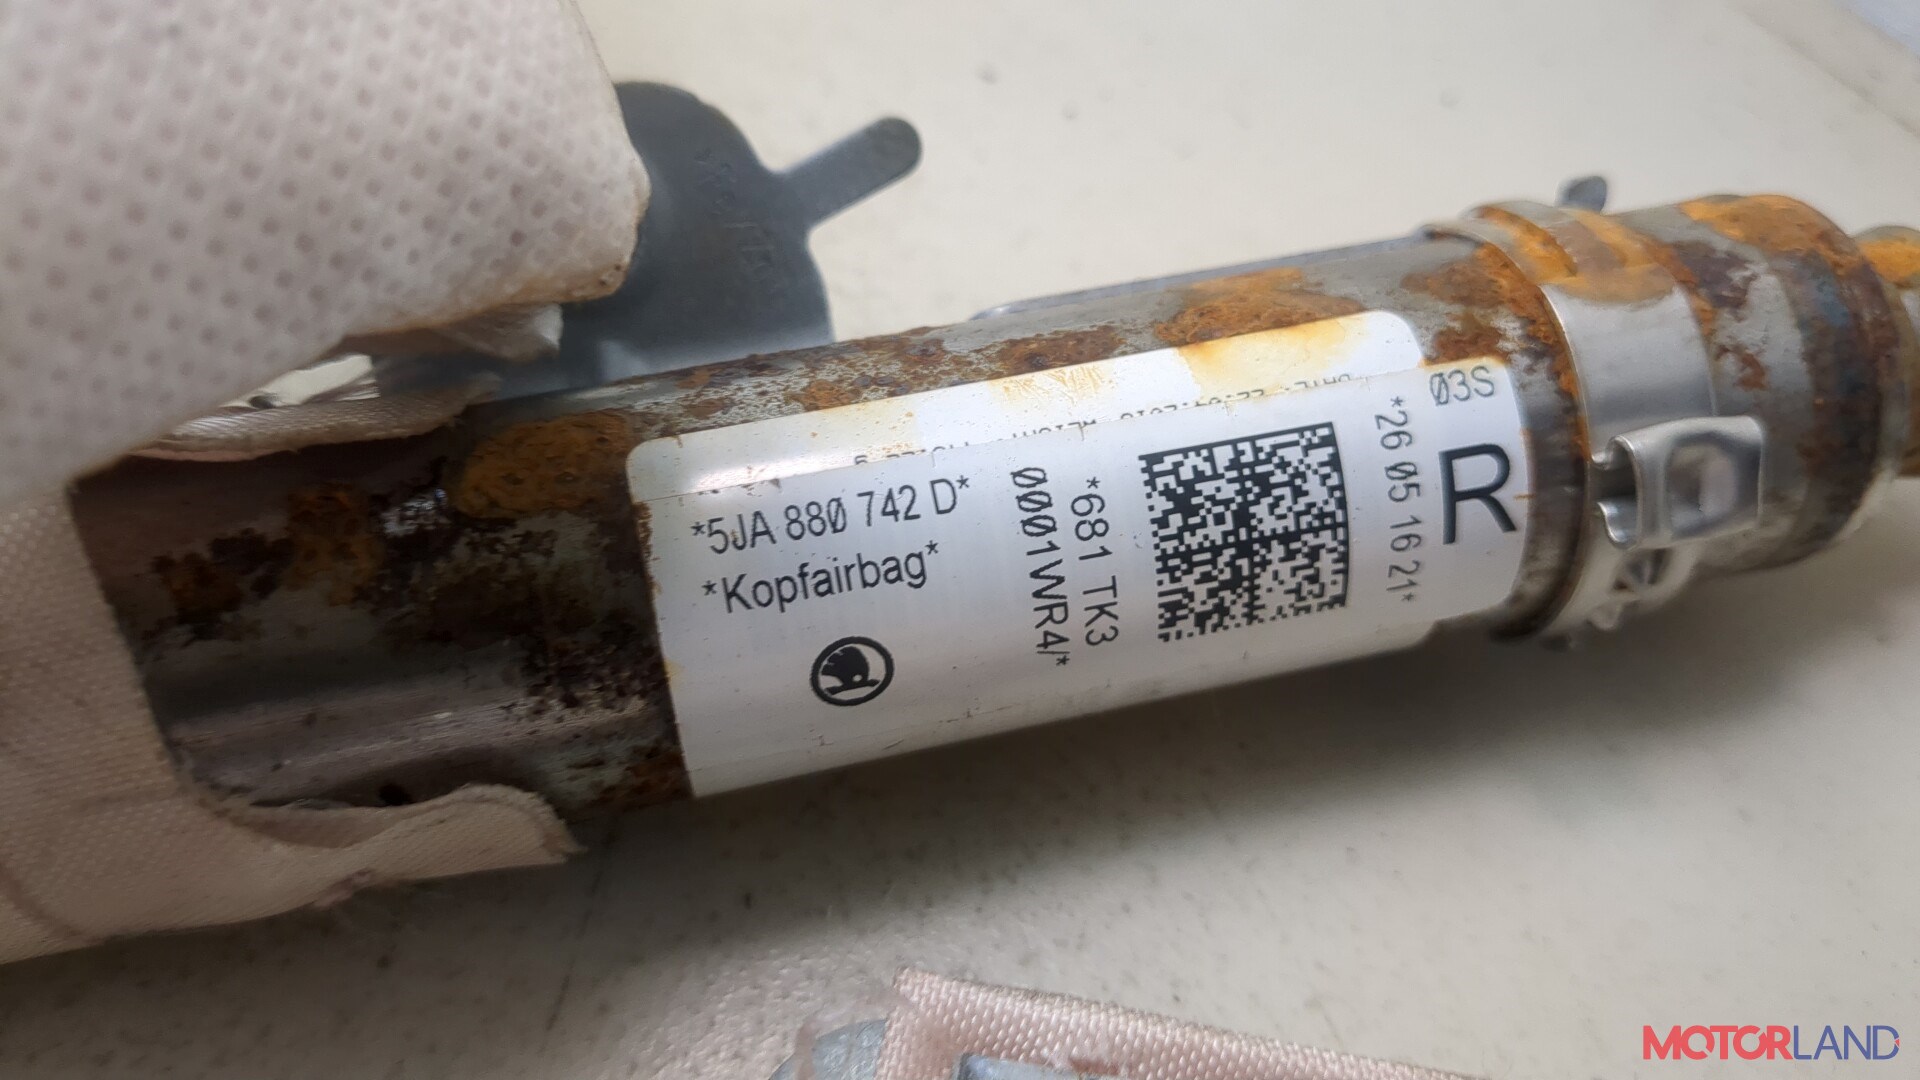 *5JA 880 742 D*
*Kopfairbag*
*681 TK3
0001WR4/*
*26 05 16 21*
03S
R
MOTORLAND